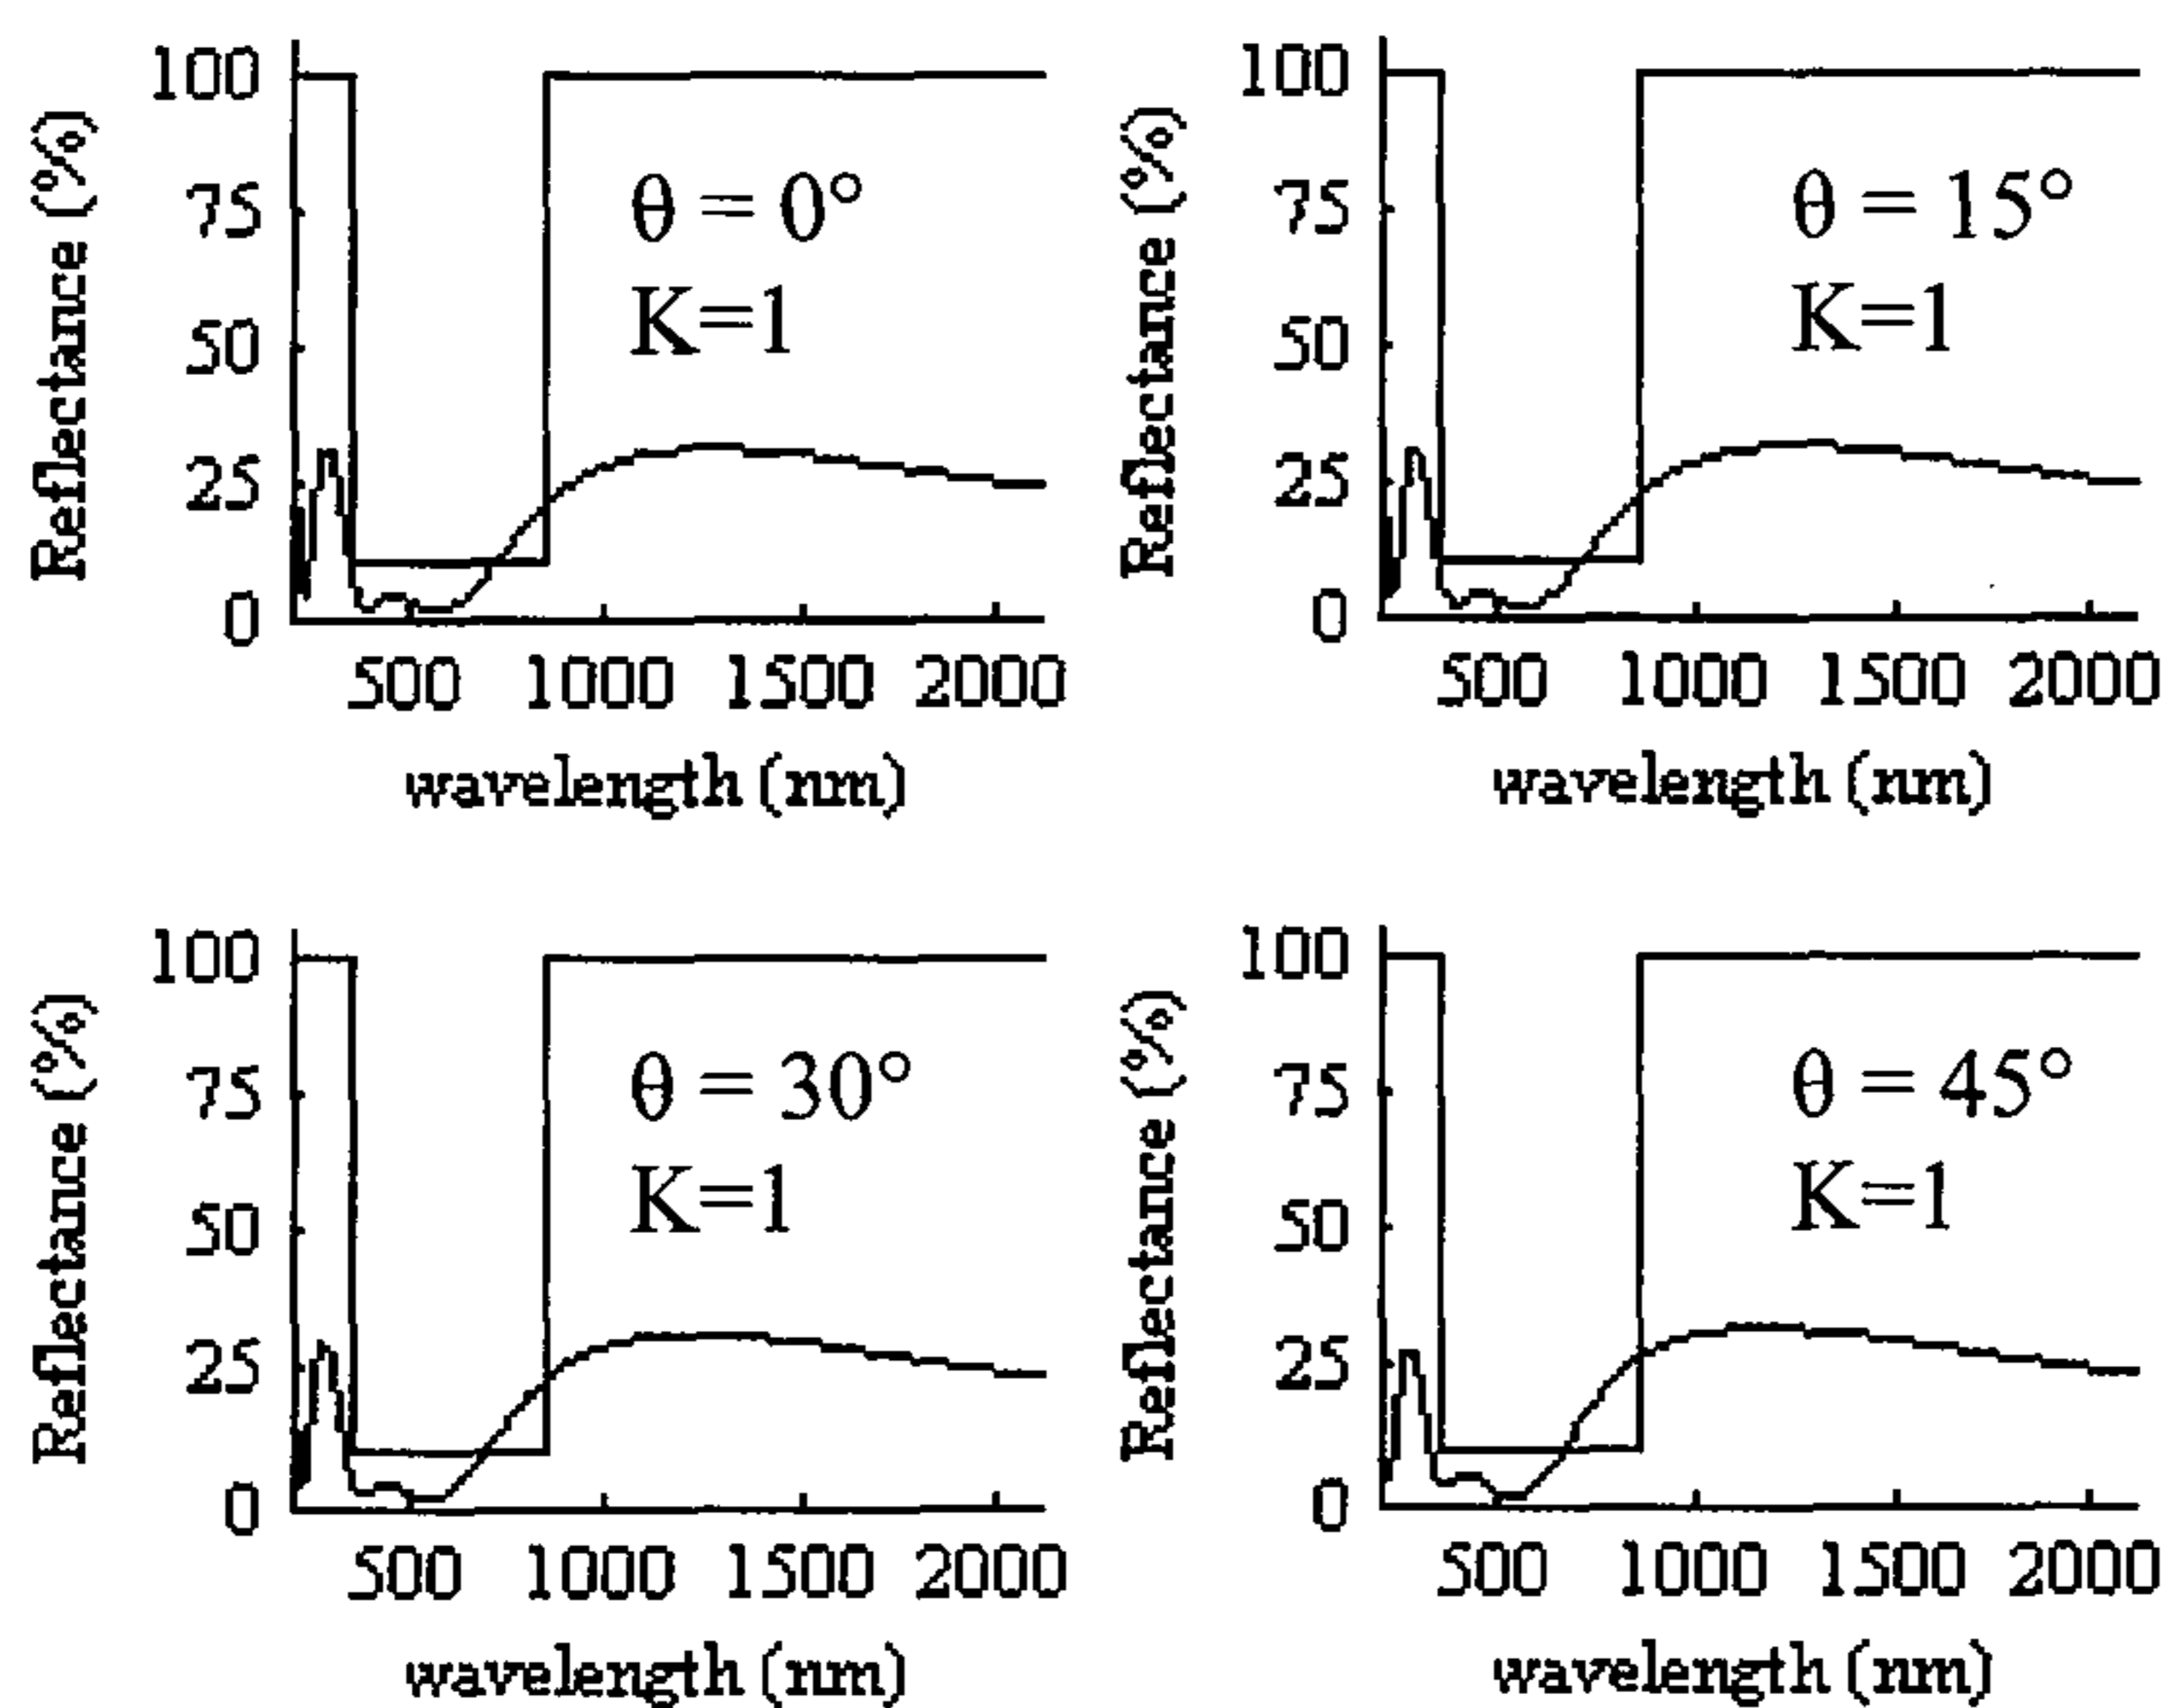 Reflectance (%)
100
75
50
25
0
θ = 0°
K=1
500 1000 1500 2000
wavelength (nm)
Reflectance (%)
100
75
50
25
0
θ = 15°
K=1
500 1000 1500 2000
wavelength (nm)
Reflectance (%)
100
75
50
25
0
θ = 30°
K=1
500 1000 1500 2000
wavelength (nm)
Reflectance (%)
100
75
50
25
0
θ = 45°
K=1
500 1000 1500 2000
wavelength (nm)